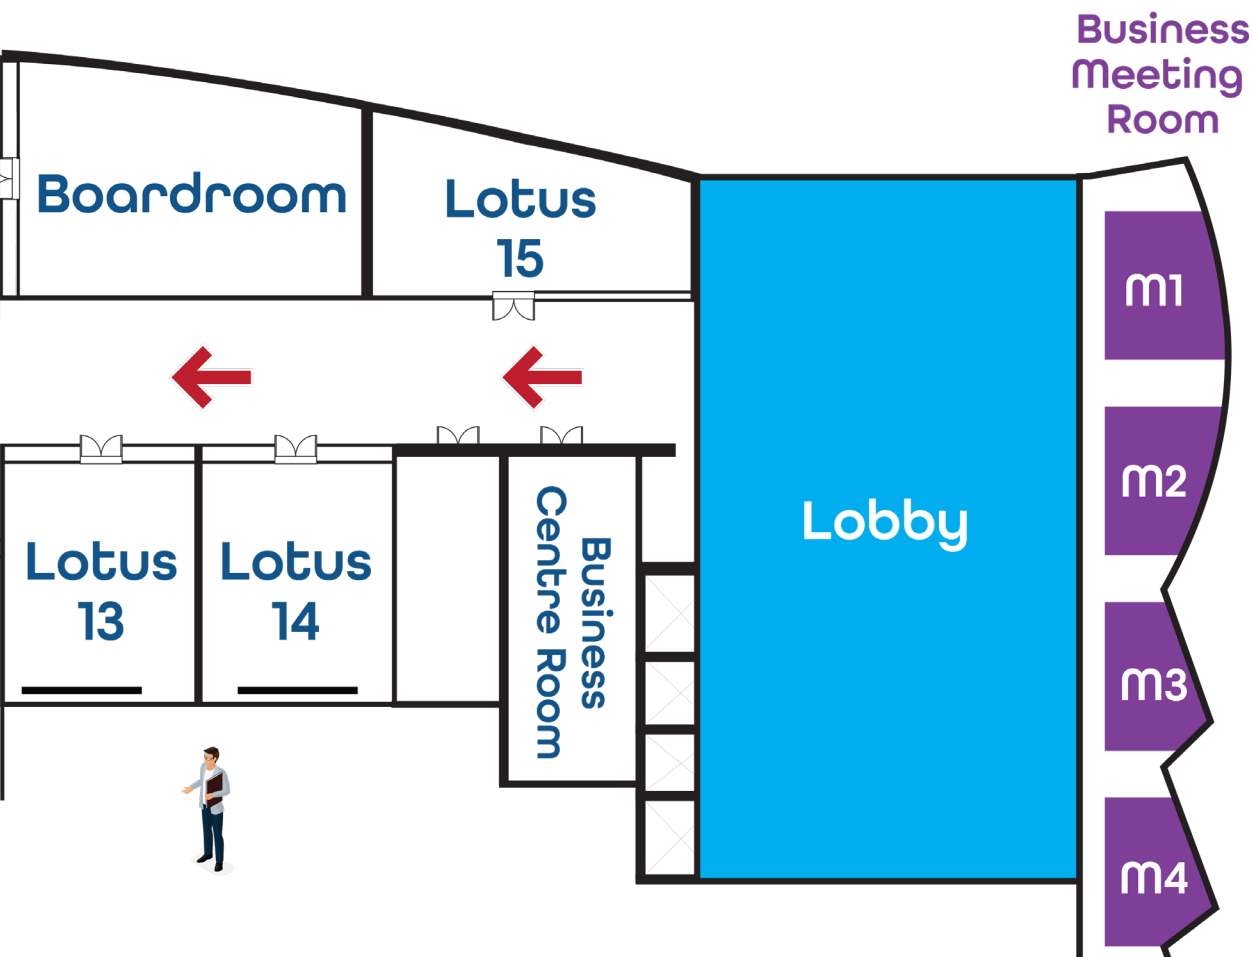 Business
Meeting
Room
Boardroom
Lotus
15
M1
M2
Lobby
Lotus
13
Lotus
14
Business
Centre Room
M3
M4